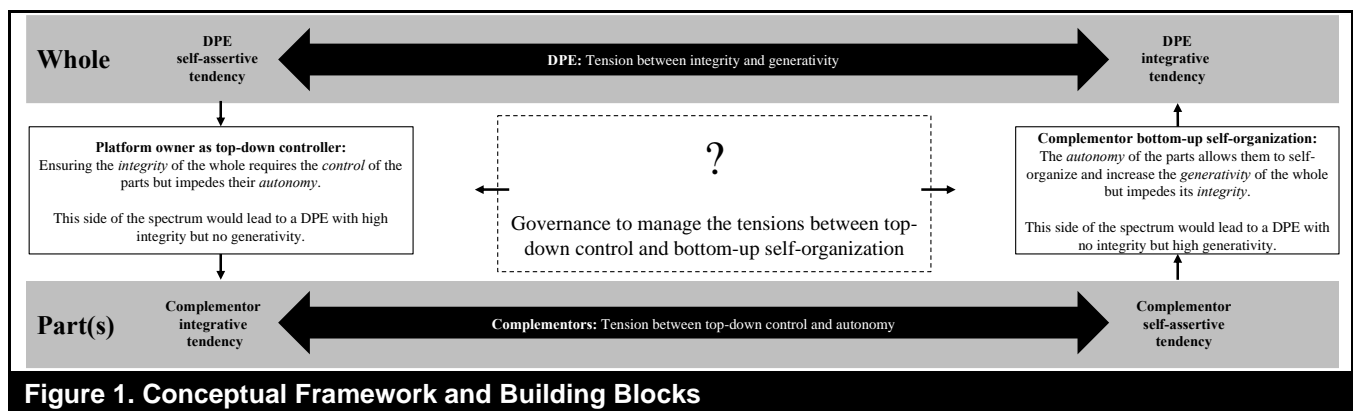 Whole
DPE
self-assertive
tendency
DPE: Tension between integrity and generativity
DPE
integrative
tendency
Platform owner as top-down controller:
Ensuring the integrity of the whole requires the control of the
parts but impedes their autonomy.
This side of the spectrum would lead to a DPE with high
integrity but no generativity.
?
Governance to manage the tensions between top-
down control and bottom-up self-organization
Complementor bottom-up self-organization:
The autonomy of the parts allows them to self-
organize and increase the generativity of the whole
but impedes its integrity.
This side of the spectrum would lead to a DPE with
no integrity but high generativity.
Part(s)
Complementor
integrative
tendency
Complementors: Tension between top-down control and autonomy
Complementor
self-assertive
tendency
Figure 1. Conceptual Framework and Building Blocks